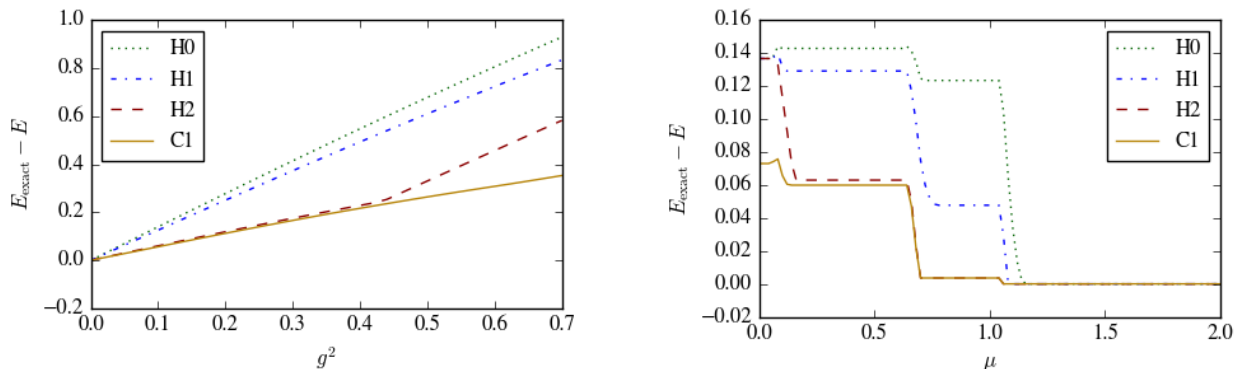 1.0
0.8
0.6
0.4
0.2
0.0
−0.2
E_exact − E
H0
H1
H2
C1
0.0 0.1 0.2 0.3 0.4 0.5 0.6 0.7
g²
0.16
0.14
0.12
0.10
0.08
0.06
0.04
0.02
0.00
−0.02
E_exact − E
H0
H1
H2
C1
0.0 0.5 1.0 1.5 2.0
μ